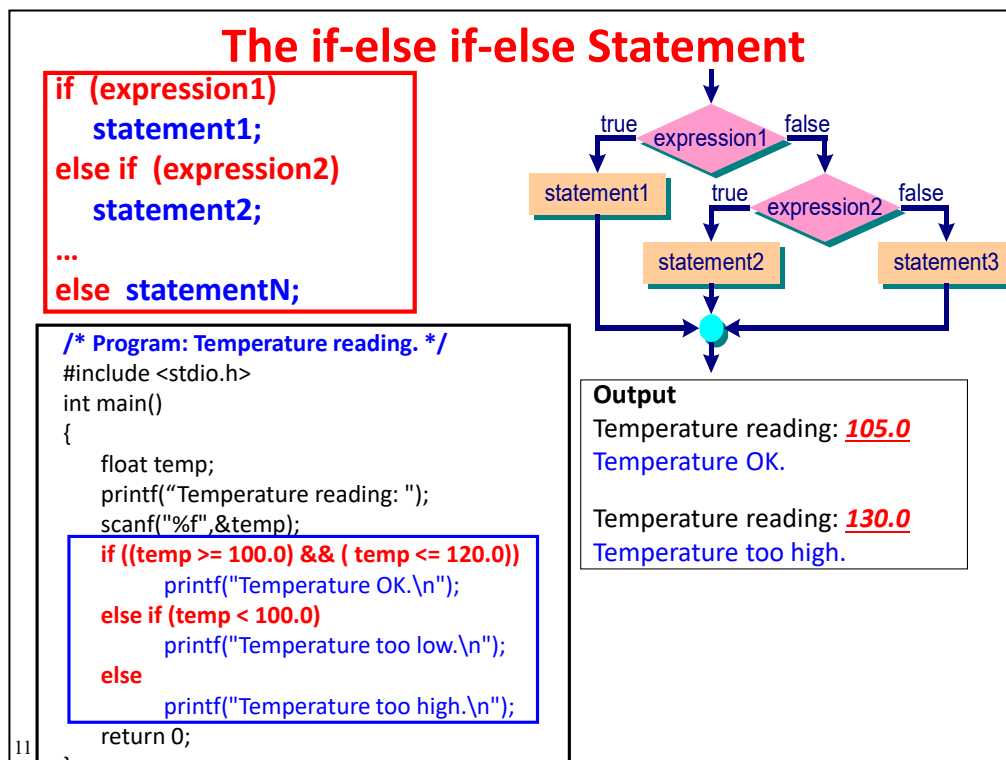 The if-else if-else Statement
if (expression1)
statement1;
else if (expression2)
statement2;
...
else statementN;
true
expression1
false
statement1
true
expression2
false
statement2
statement3
/* Program: Temperature reading. */
#include <stdio.h>
int main()
{
float temp;
printf(“Temperature reading: ");
scanf("%f",&temp);
if ((temp >= 100.0) && ( temp <= 120.0))
printf("Temperature OK.\n");
else if (temp < 100.0)
printf("Temperature too low.\n");
else
printf("Temperature too high.\n");
return 0;
}
Output
Temperature reading: 105.0
Temperature OK.
Temperature reading: 130.0
Temperature too high.
11